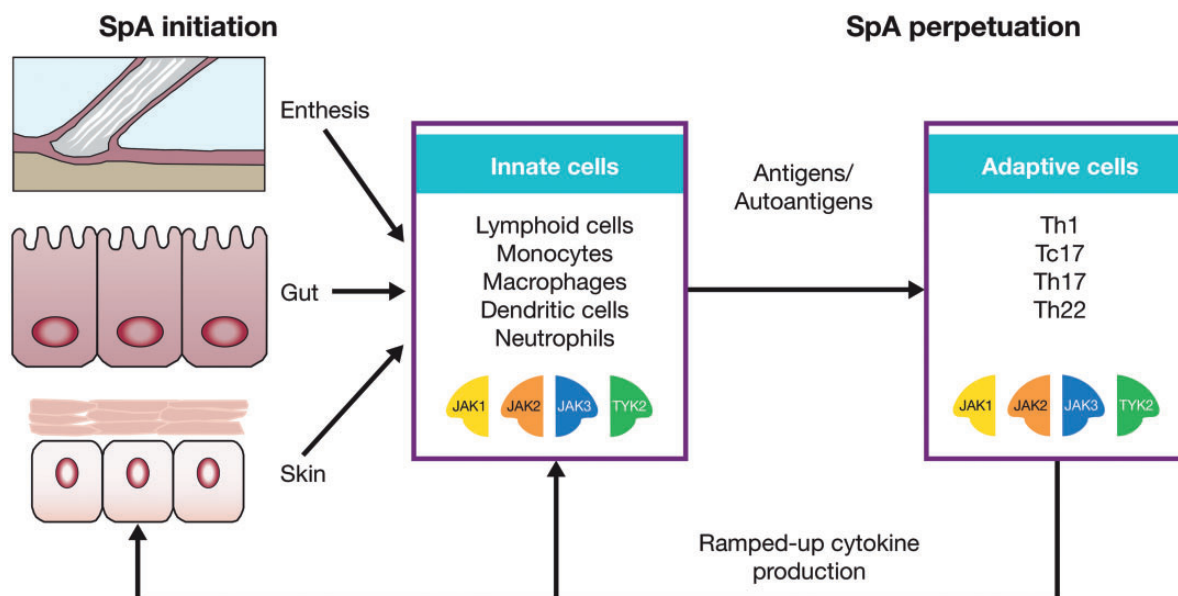 SpA initiation
SpA perpetuation
Enthesis
Gut
Skin
Innate cells
Lymphoid cells
Monocytes
Macrophages
Dendritic cells
Neutrophils
JAK1
JAK2
JAK3
TYK2
Antigens/
Autoantigens
Adaptive cells
Th1
Tc17
Th17
Th22
JAK1
JAK2
JAK3
TYK2
Ramped-up cytokine
production